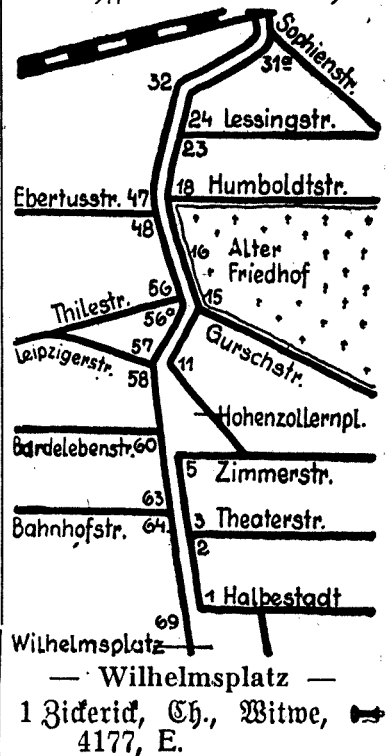 Sophienstr.
31a
32
24 Lessingstr.
23
Ebertusstr. 47
18 Humboldtstr.
48
16 Alter
Friedhof
56
15
Thilestr.
56a
Gurschstr.
57
Leipzigerstr.
58
11
Hohenzollernpl.
Bardelebenstr. 60
5 Zimmerstr.
63
3 Theaterstr.
Bahnhofstr. 64
2
1 Halbestadt
69
Wilhelmsplatz
— Wilhelmsplatz —
1 Zickerick, Ch., Witwe,
4177, E.